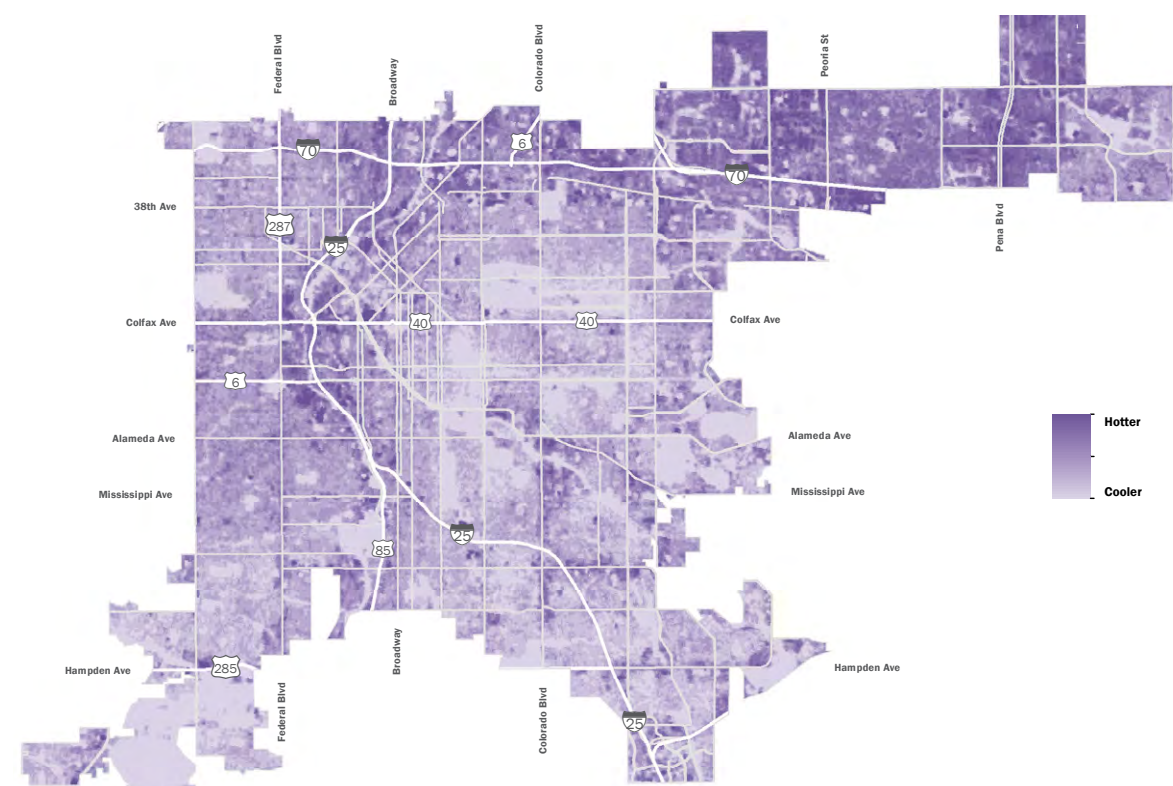 Federal Blvd
Broadway
Colorado Blvd
Peoria St
6
70
70
38th Ave
287
25
Pena Blvd
Colfax Ave
40
40
Colfax Ave
6
Hotter
Alameda Ave
Alameda Ave
Mississippi Ave
Mississippi Ave
Cooler
25
85
Hampden Ave
285
Broadway
Hampden Ave
Federal Blvd
Colorado Blvd
25